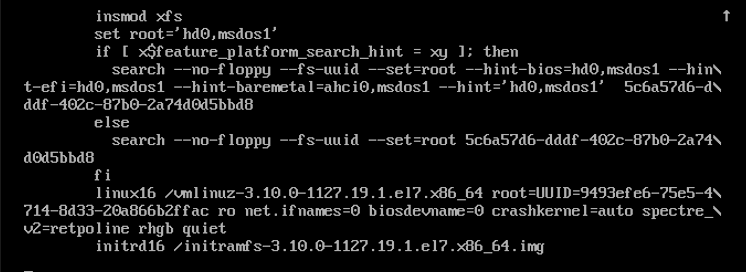 insmod xfs ↑
set root='hd0,msdos1'
if [ x$feature_platform_search_hint = xy ]; then
search --no-floppy --fs-uuid --set=root --hint-bios=hd0,msdos1 --hin\
t-efi=hd0,msdos1 --hint-baremetal=ahci0,msdos1 --hint='hd0,msdos1'  5c6a57d6-d\
ddf-402c-87b0-2a74d0d5bbd8
else
search --no-floppy --fs-uuid --set=root 5c6a57d6-dddf-402c-87b0-2a74\
d0d5bbd8
fi
linux16 /vmlinuz-3.10.0-1127.19.1.el7.x86_64 root=UUID=9493efe6-75e5-4\
714-8d33-20a866b2ffac ro net.ifnames=0 biosdevname=0 crashkernel=auto spectre_\
v2=retpoline rhgb quiet
initrd16 /initramfs-3.10.0-1127.19.1.el7.x86_64.img